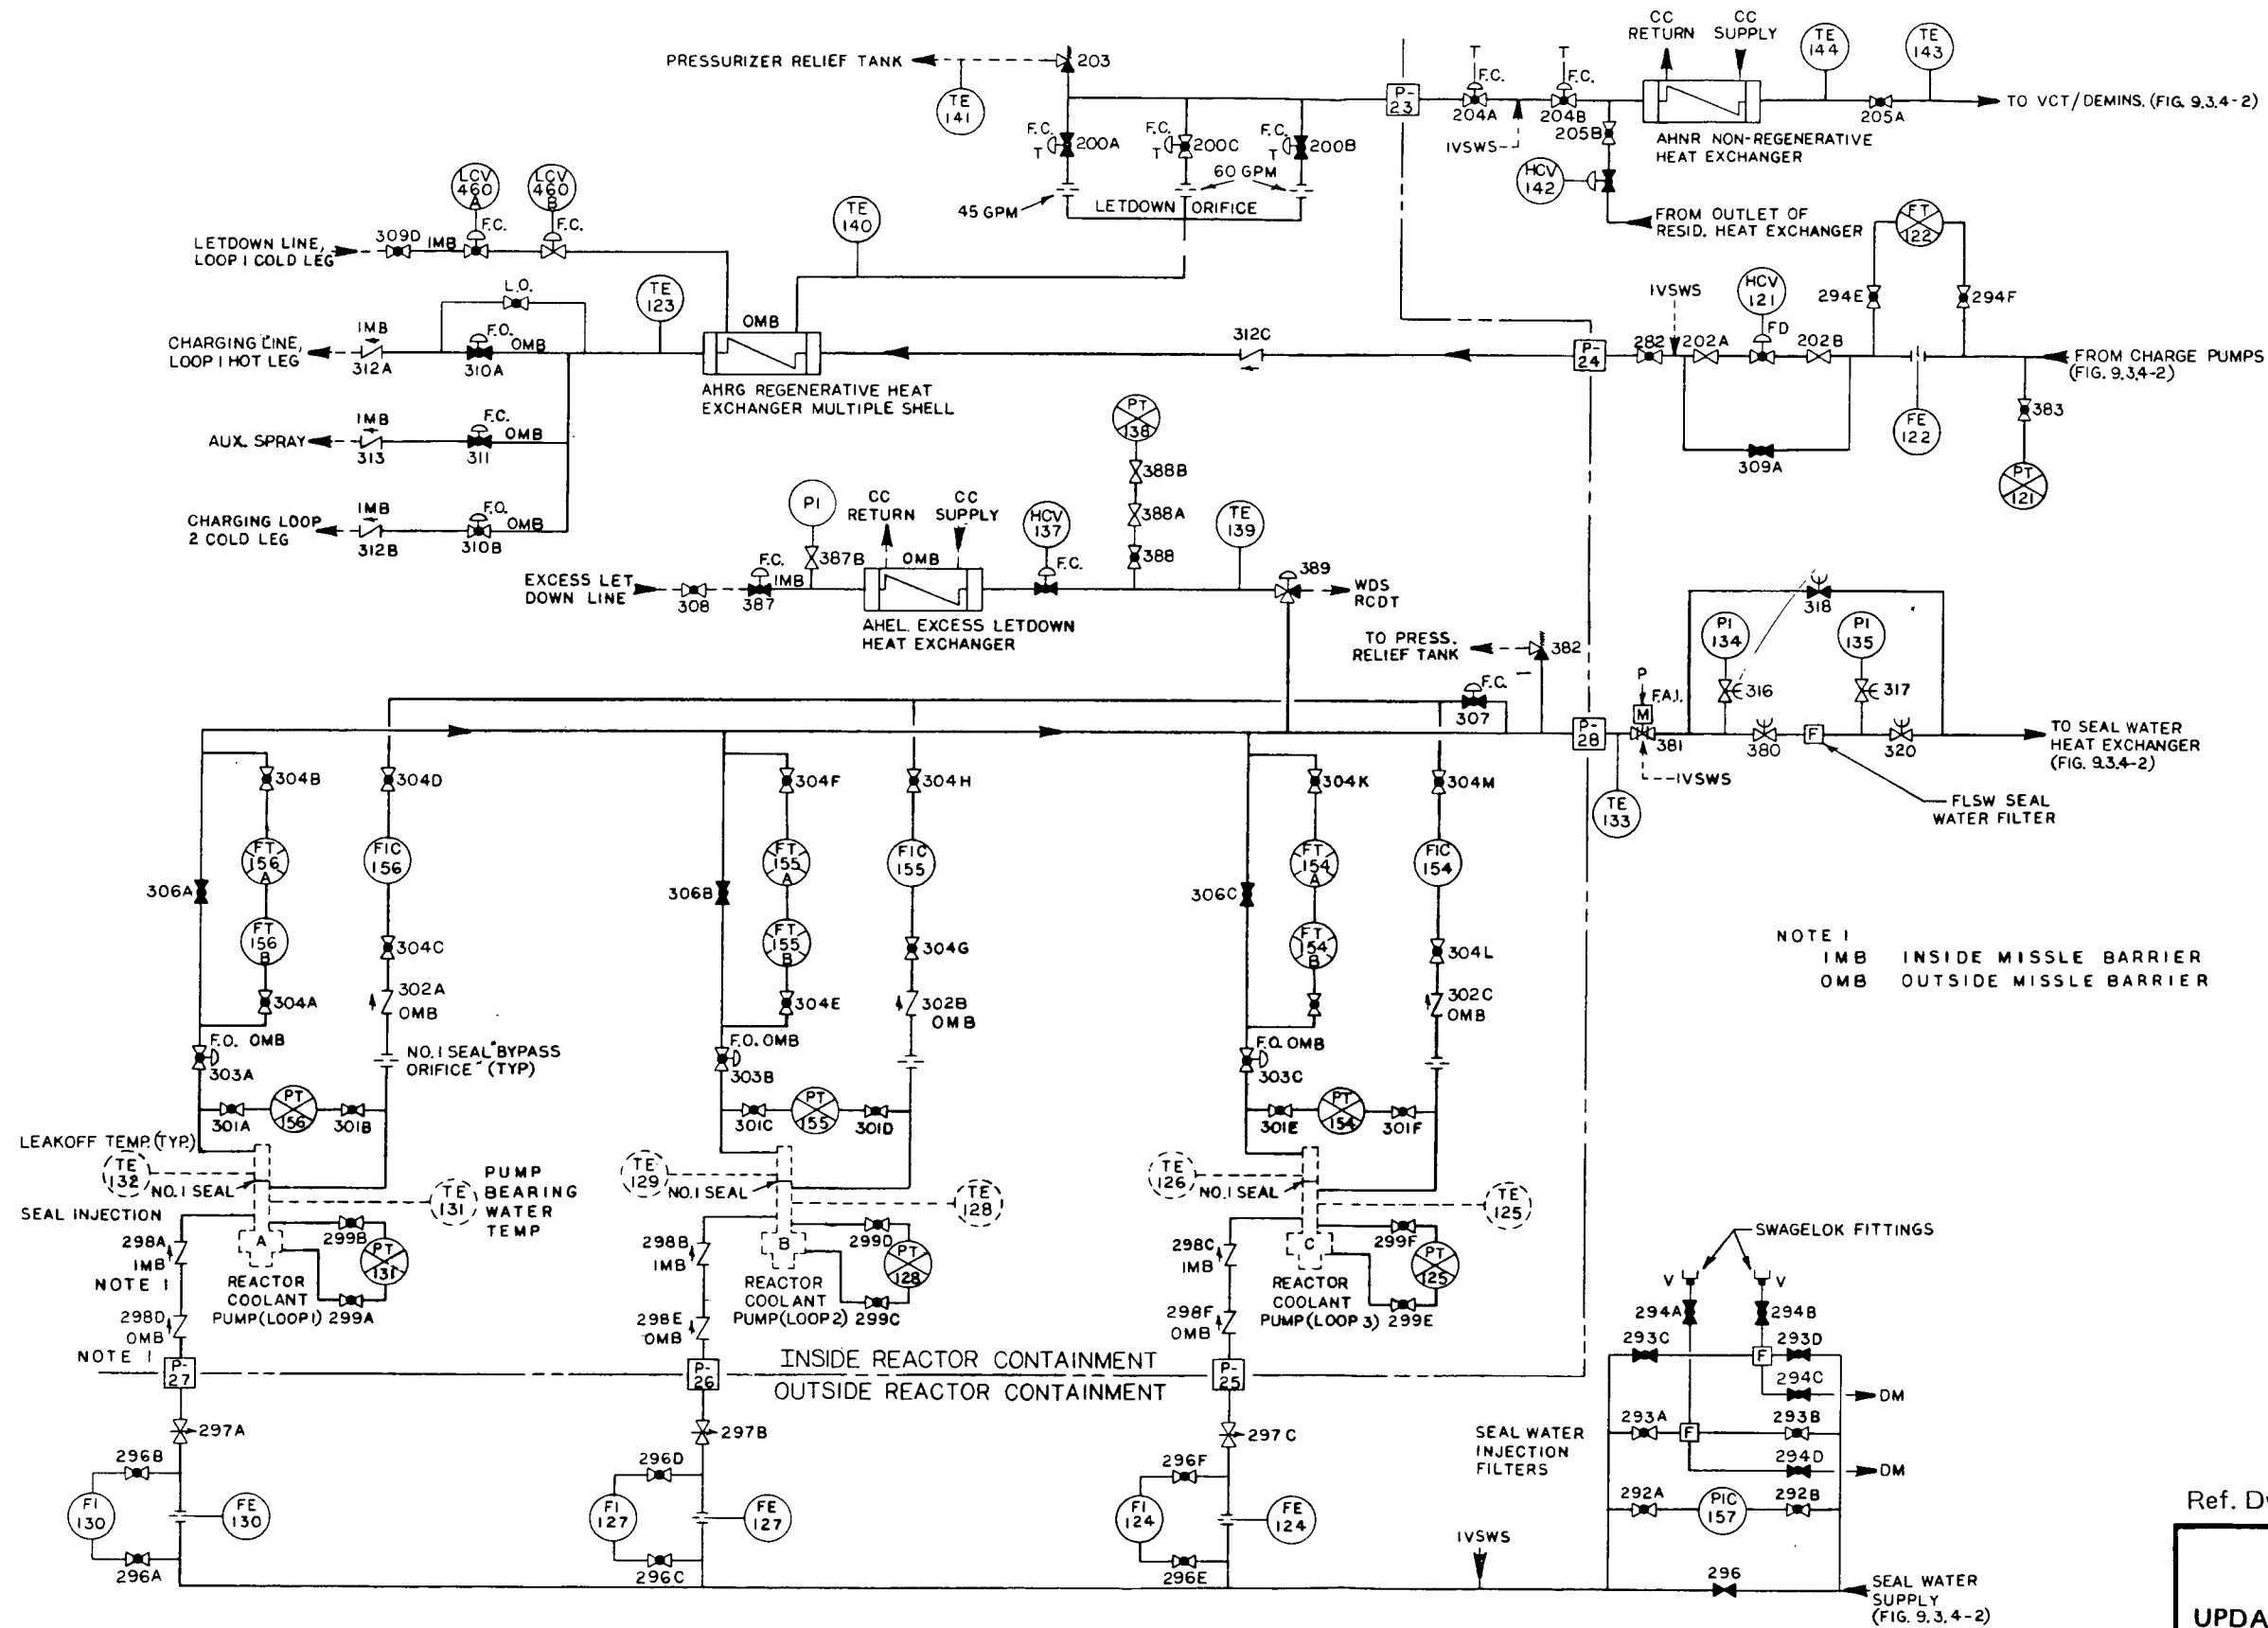 CC
RETURN
CC
SUPPLY
TE
144
TE
143
PRESSURIZER RELIEF TANK
203
TE
141
P-
23
T
F.C.
204A
T
F.C.
204B
IVSWS
205B
AHNR NON-REGENERATIVE
HEAT EXCHANGER
205A
TO VCT/DEMINS. (FIG. 9.3.4-2)
F.C.
T
200A
F.C.
T
200C
F.C.
T
200B
60 GPM
45 GPM
LETDOWN ORIFICE
HCV
142
FROM OUTLET OF
RESID. HEAT EXCHANGER
LCV
460
A
LCV
460
B
F.C.
F.C.
LETDOWN LINE,
LOOP 1 COLD LEG
309D
IMB
TE
140
FT
122
294E
294F
L.O.
TE
123
OMB
IVSWS
HCV
121
FD
CHARGING LINE,
LOOP 1 HOT LEG
IMB
312A
F.O.
OMB
310A
312C
P-
24
282
202A
202B
FROM CHARGE PUMPS
(FIG. 9.3.4-2)
AHRG REGENERATIVE HEAT
EXCHANGER MULTIPLE SHELL
FE
122
383
PT
121
309A
AUX. SPRAY
IMB
313
F.C.
OMB
311
PT
138
388B
388A
388
CHARGING LOOP
2 COLD LEG
IMB
312B
F.O.
OMB
310B
PI
387B
CC
RETURN
CC
SUPPLY
HCV
137
F.C.
TE
139
EXCESS LET
DOWN LINE
308
F.C.
387
IMB
OMB
AHEL. EXCESS LETDOWN
HEAT EXCHANGER
389
WDS
RCDT
TO PRESS.
RELIEF TANK
382
318
PI
134
PI
135
F.C.
307
P-
28
P
M
F.A.I.
381
316
317
380
F
320
IVSWS
TO SEAL WATER
HEAT EXCHANGER
(FIG. 9.3.4-2)
TE
133
FLSW SEAL
WATER FILTER
304B
304D
304F
304H
304K
304M
FT
156
A
FIC
156
FT
155
A
FIC
155
FT
154
A
FIC
154
306A
306B
306C
FT
156
B
304C
FT
155
B
304G
FT
154
B
304L
304A
302A
OMB
304E
302B
OMB
302C
OMB
NOTE 1
IMB INSIDE MISSLE BARRIER
OMB OUTSIDE MISSLE BARRIER
F.O. OMB
303A
NO. 1 SEAL "BYPASS
ORIFICE" (TYP)
F.O. OMB
303B
F.O. OMB
303C
301A
PT
156
301B
301C
PT
155
301D
301E
PT
154
301F
LEAKOFF TEMP. (TYP.)
TE
132
NO. 1 SEAL
TE
131
PUMP
BEARING
WATER
TEMP
TE
129
NO. 1 SEAL
TE
128
TE
126
NO. 1 SEAL
TE
125
SEAL INJECTION
298A
IMB
NOTE 1
A
299B
PT
131
REACTOR
COOLANT
PUMP (LOOP 1)
299A
298B
IMB
B
299D
PT
128
REACTOR
COOLANT
PUMP (LOOP 2)
299C
298C
IMB
C
299F
PT
125
REACTOR
COOLANT
PUMP (LOOP 3)
299E
298D
OMB
NOTE 1
298E
OMB
298F
OMB
P-
27
P-
26
P-
25
INSIDE REACTOR CONTAINMENT
OUTSIDE REACTOR CONTAINMENT
SWAGELOK FITTINGS
V
V
294A
294B
293C
293D
F
294C
DM
293A
293B
F
294D
DM
SEAL WATER
INJECTION
FILTERS
292A
PIC
157
292B
297A
297B
297C
296B
296D
296F
FI
130
FE
130
FI
127
FE
127
FI
124
FE
124
296A
296C
296E
IVSWS
296
SEAL WATER
SUPPLY
(FIG. 9.3.4-2)
Ref. D
UPDA